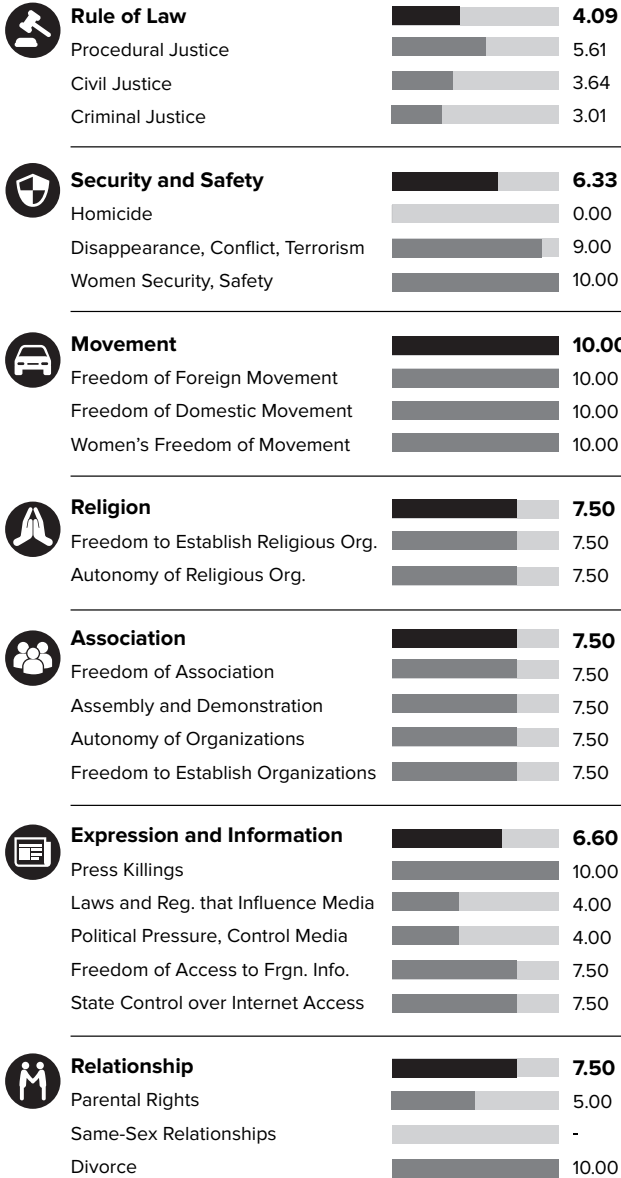 Rule of Law 4.09
Procedural Justice 5.61
Civil Justice 3.64
Criminal Justice 3.01
Security and Safety 6.33
Homicide 0.00
Disappearance, Conflict, Terrorism 9.00
Women Security, Safety 10.00
Movement 10.00
Freedom of Foreign Movement 10.00
Freedom of Domestic Movement 10.00
Women’s Freedom of Movement 10.00
Religion 7.50
Freedom to Establish Religious Org. 7.50
Autonomy of Religious Org. 7.50
Association 7.50
Freedom of Association 7.50
Assembly and Demonstration 7.50
Autonomy of Organizations 7.50
Freedom to Establish Organizations 7.50
Expression and Information 6.60
Press Killings 10.00
Laws and Reg. that Influence Media 4.00
Political Pressure, Control Media 4.00
Freedom of Access to Frgn. Info. 7.50
State Control over Internet Access 7.50
Relationship 7.50
Parental Rights 5.00
Same-Sex Relationships -
Divorce 10.00